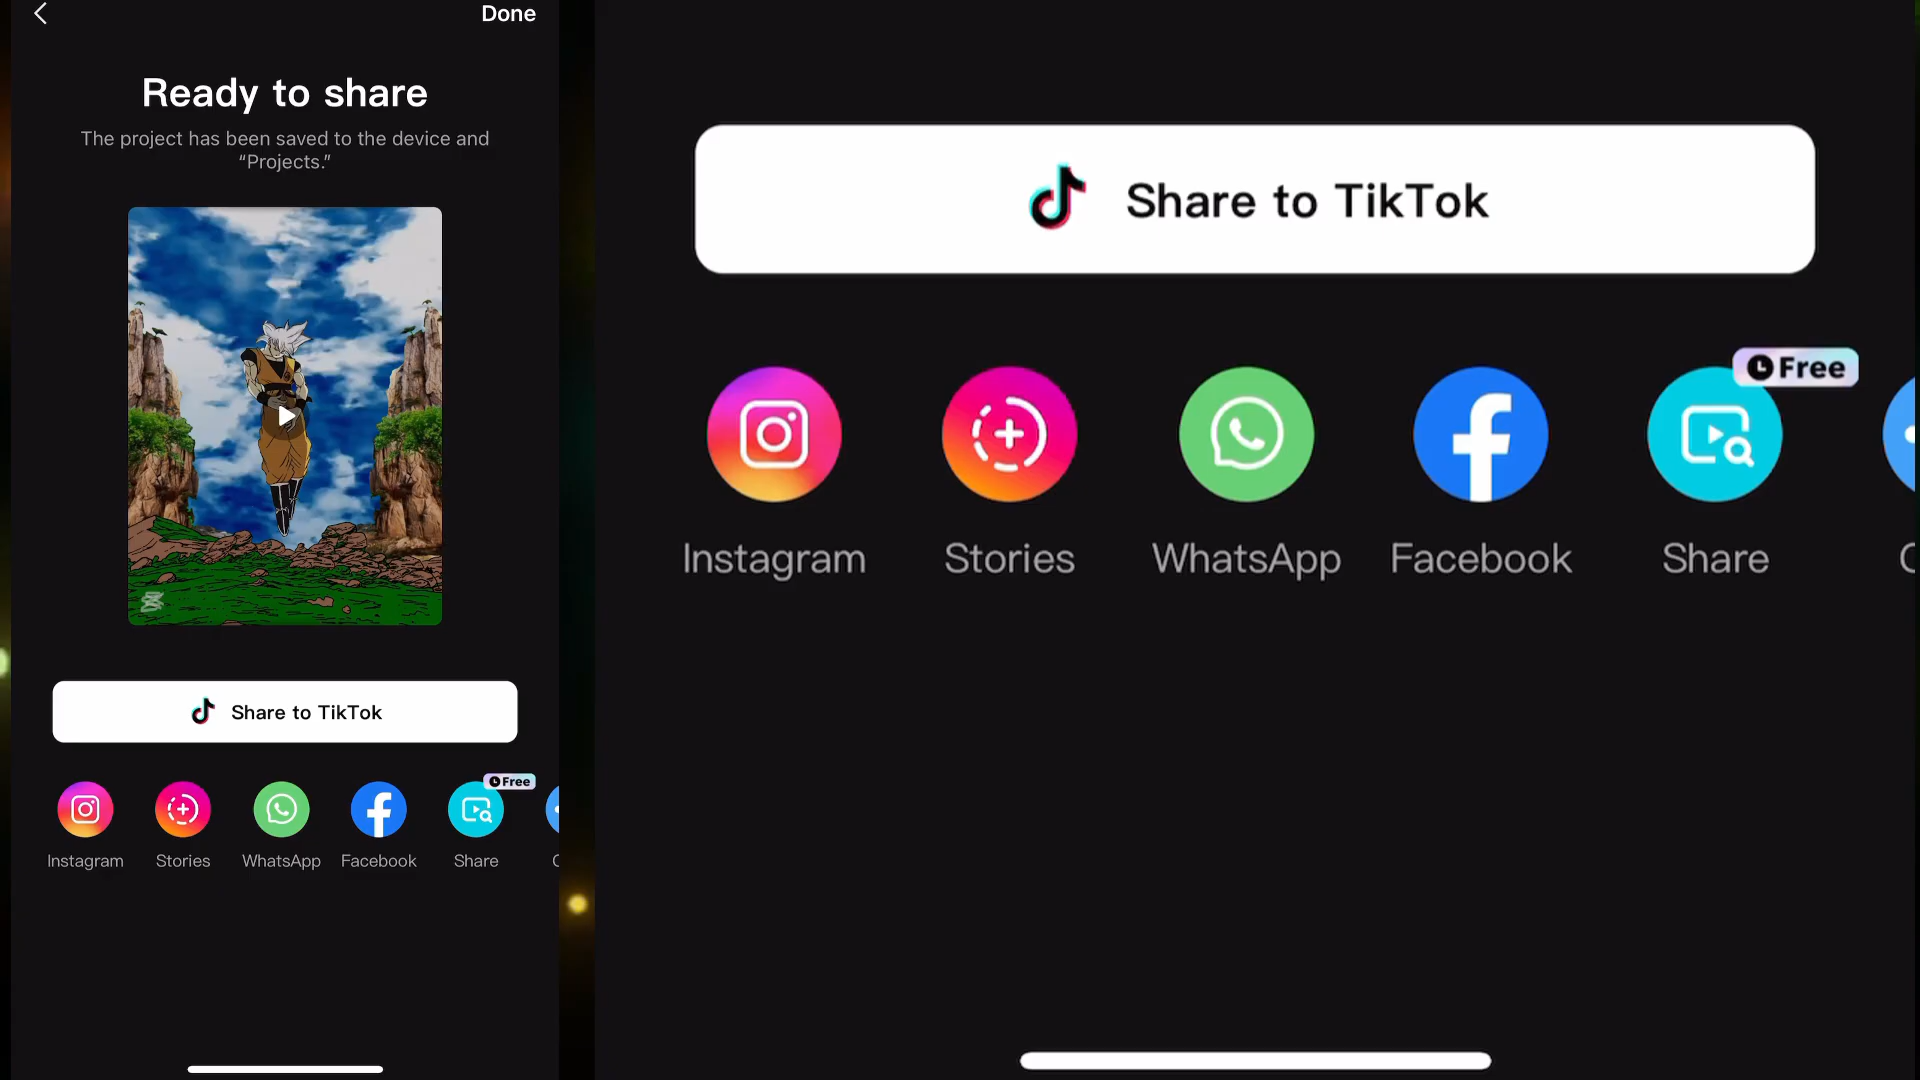 Done
Ready to share
The project has been saved to the device and
“Projects.”
Share to TikTok
Free
Instagram Stories WhatsApp Facebook Share
Share to TikTok
Free
Instagram Stories WhatsApp Facebook Share